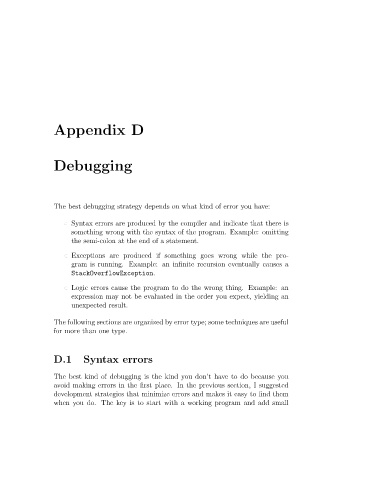 Appendix D
Debugging
The best debugging strategy depends on what kind of error you have:
Syntax errors are produced by the compiler and indicate that there is
something wrong with the syntax of the program. Example: omitting
the semi-colon at the end of a statement.
Exceptions are produced if something goes wrong while the pro-
gram is running. Example: an infinite recursion eventually causes a
StackOverflowException.
Logic errors cause the program to do the wrong thing. Example: an
expression may not be evaluated in the order you expect, yielding an
unexpected result.
The following sections are organized by error type; some techniques are useful
for more than one type.
D.1 Syntax errors
The best kind of debugging is the kind you don't have to do because you
avoid making errors in the first place. In the previous section, I suggested
development strategies that minimize errors and makes it easy to find them
when you do. The key is to start with a working program and add small